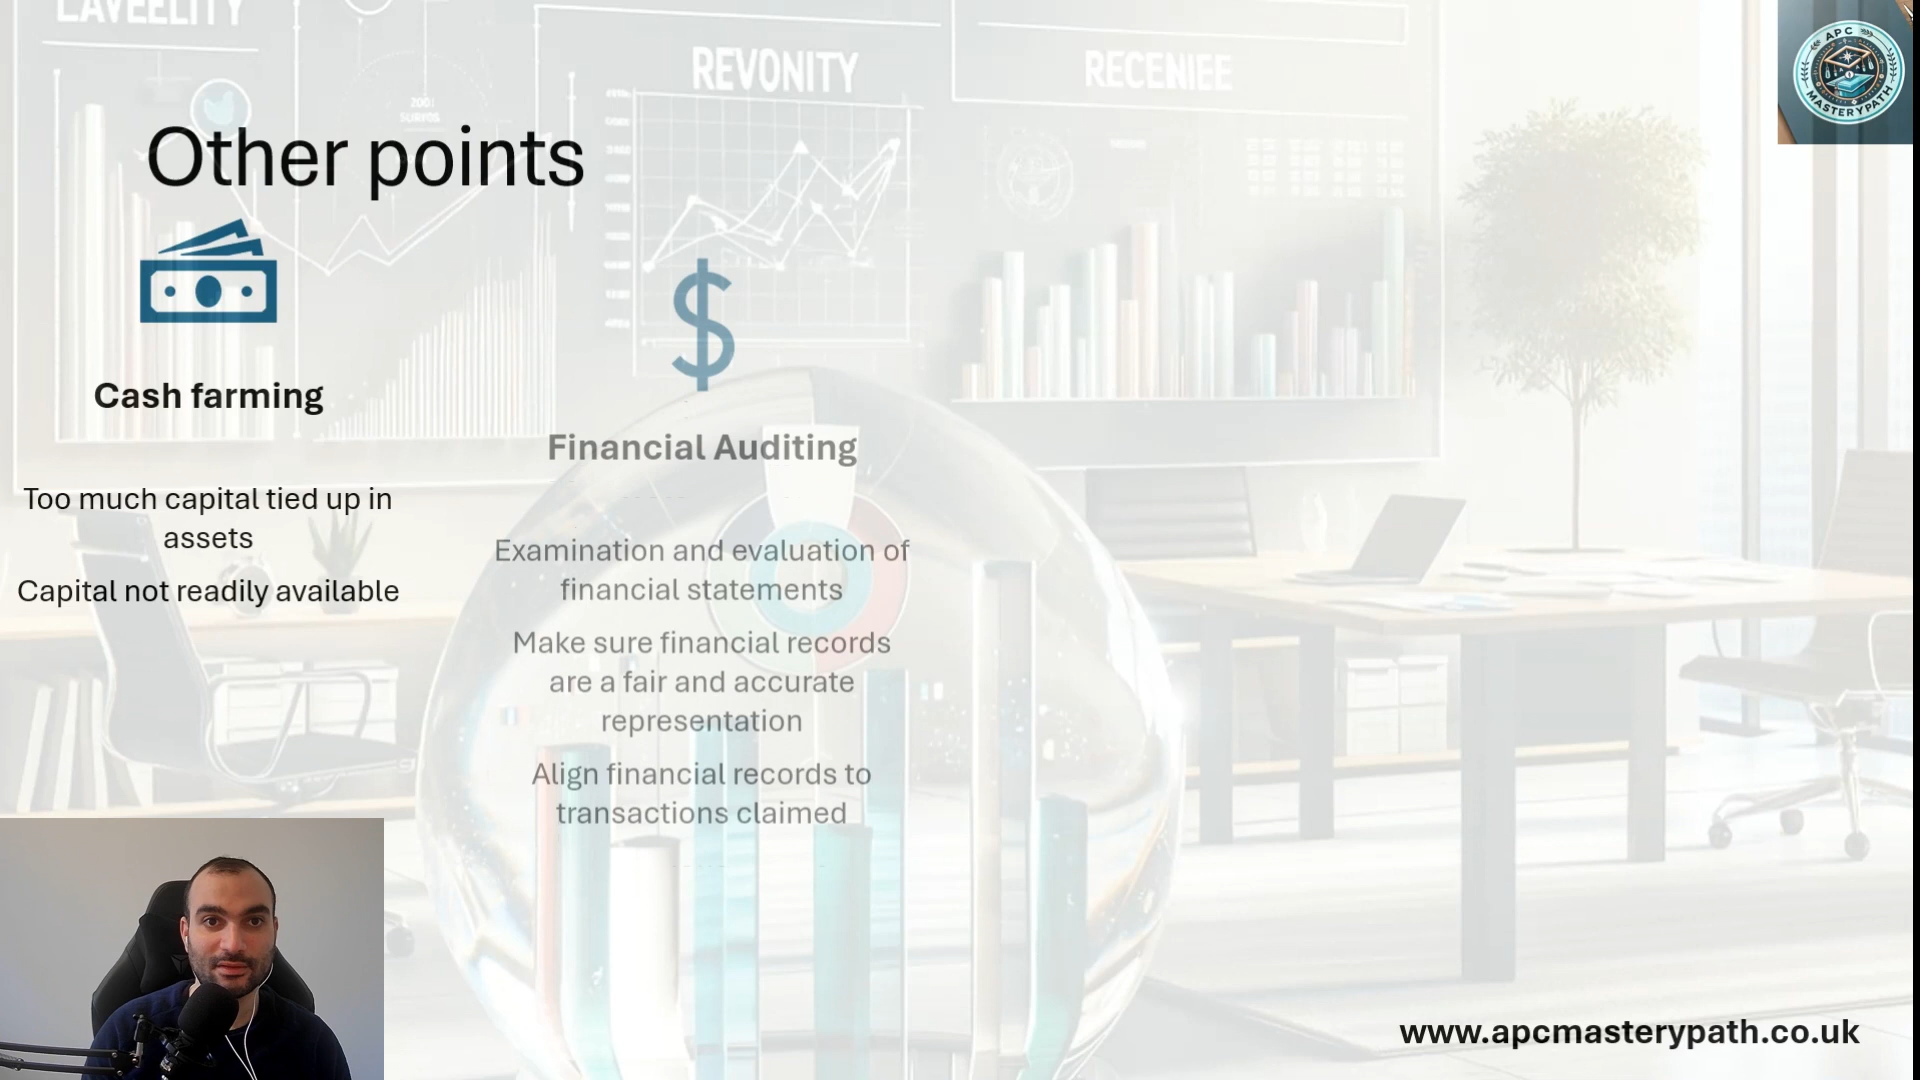 LAVEELITY
REVONITY
RECENIEE
APC
MASTERYPATH
Other points
Cash farming
Too much capital tied up in
assets
Capital not readily available
Financial Auditing
Examination and evaluation of
financial statements
Make sure financial records
are a fair and accurate
representation
Align financial records to
transactions claimed
www.apcmasterypath.co.uk